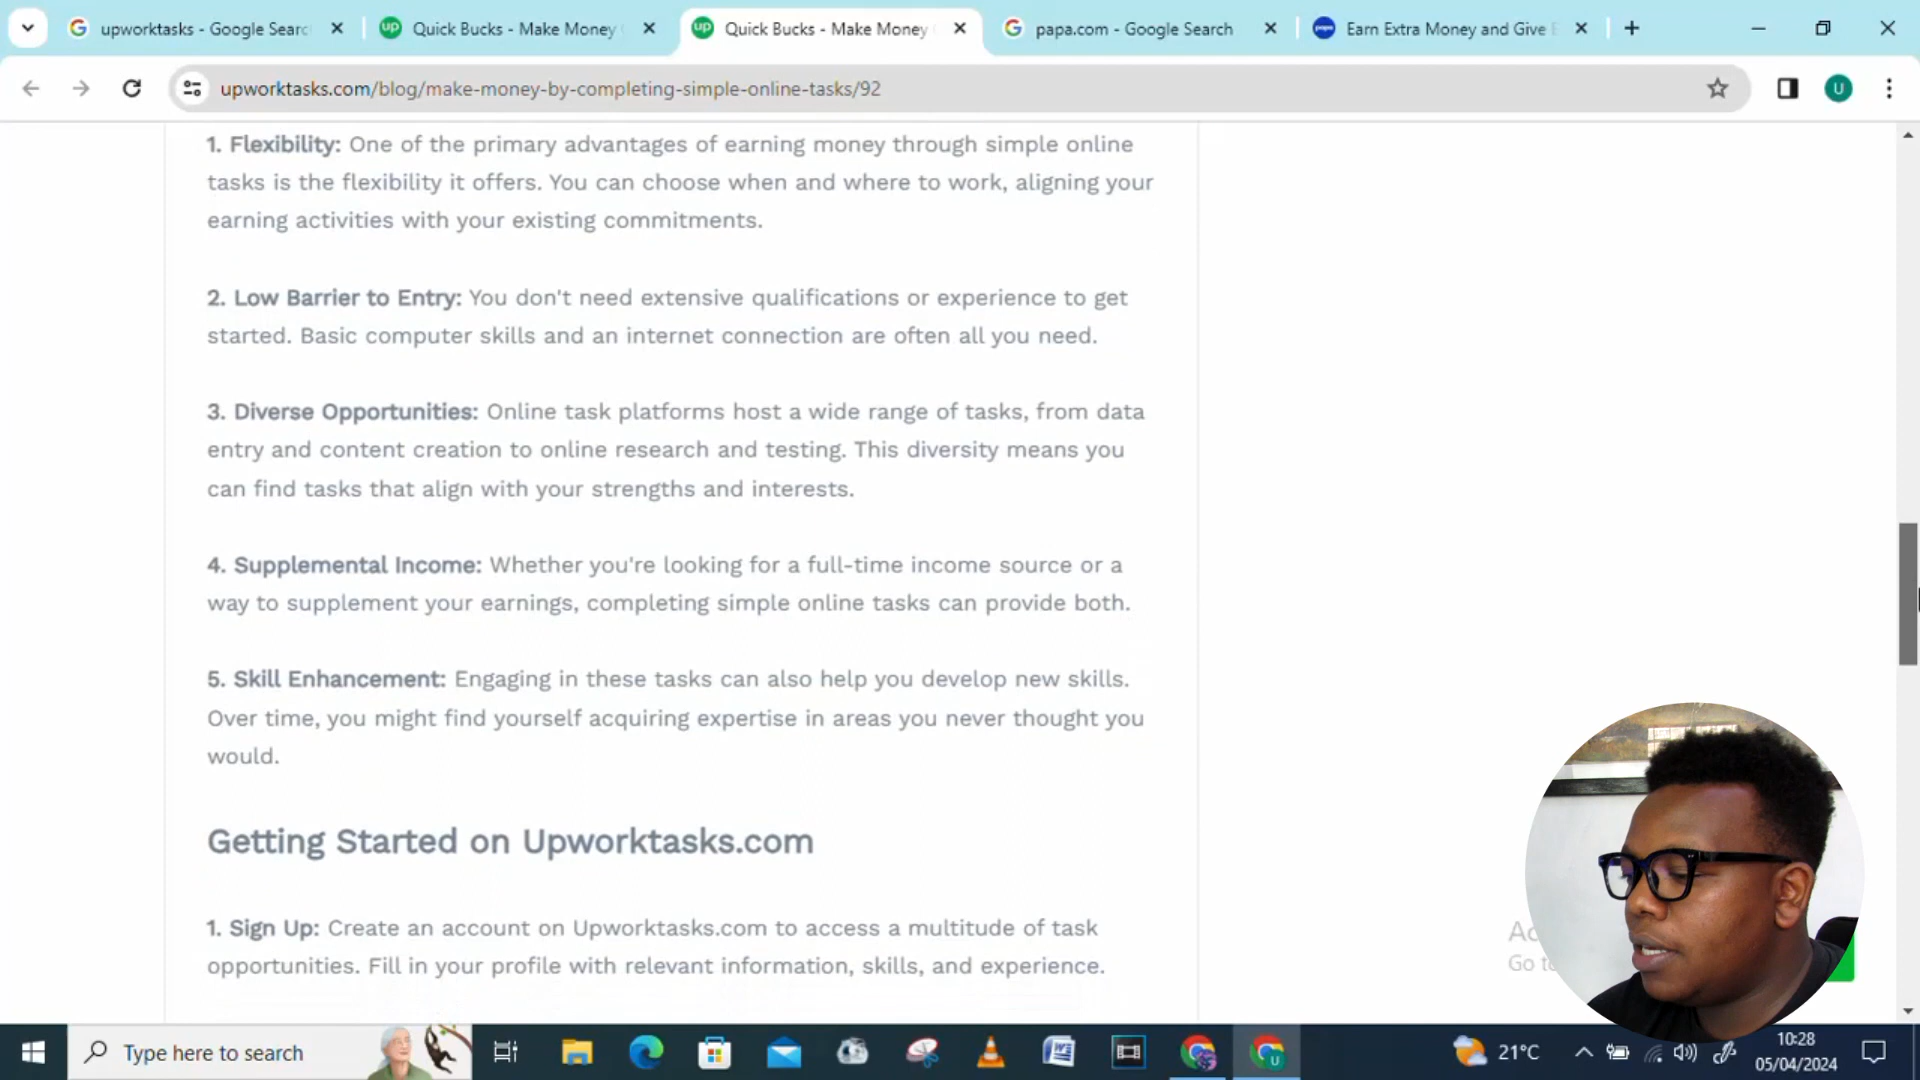 upworktasks - Google Searc
Quick Bucks - Make Money
Quick Bucks - Make Money
papa.com - Google Search
Earn Extra Money and Give
upworktasks.com/blog/make-money-by-completing-simple-online-tasks/92
U
1. Flexibility: One of the primary advantages of earning money through simple online
tasks is the flexibility it offers. You can choose when and where to work, aligning your
earning activities with your existing commitments.
2. Low Barrier to Entry: You don't need extensive qualifications or experience to get
started. Basic computer skills and an internet connection are often all you need.
3. Diverse Opportunities: Online task platforms host a wide range of tasks, from data
entry and content creation to online research and testing. This diversity means you
can find tasks that align with your strengths and interests.
4. Supplemental Income: Whether you're looking for a full-time income source or a
way to supplement your earnings, completing simple online tasks can provide both.
5. Skill Enhancement: Engaging in these tasks can also help you develop new skills.
Over time, you might find yourself acquiring expertise in areas you never thought you
would.
Getting Started on Upworktasks.com
1. Sign Up: Create an account on Upworktasks.com to access a multitude of task
opportunities. Fill in your profile with relevant information, skills, and experience.
Go
Type here to search
21°C
10:28
05/04/2024